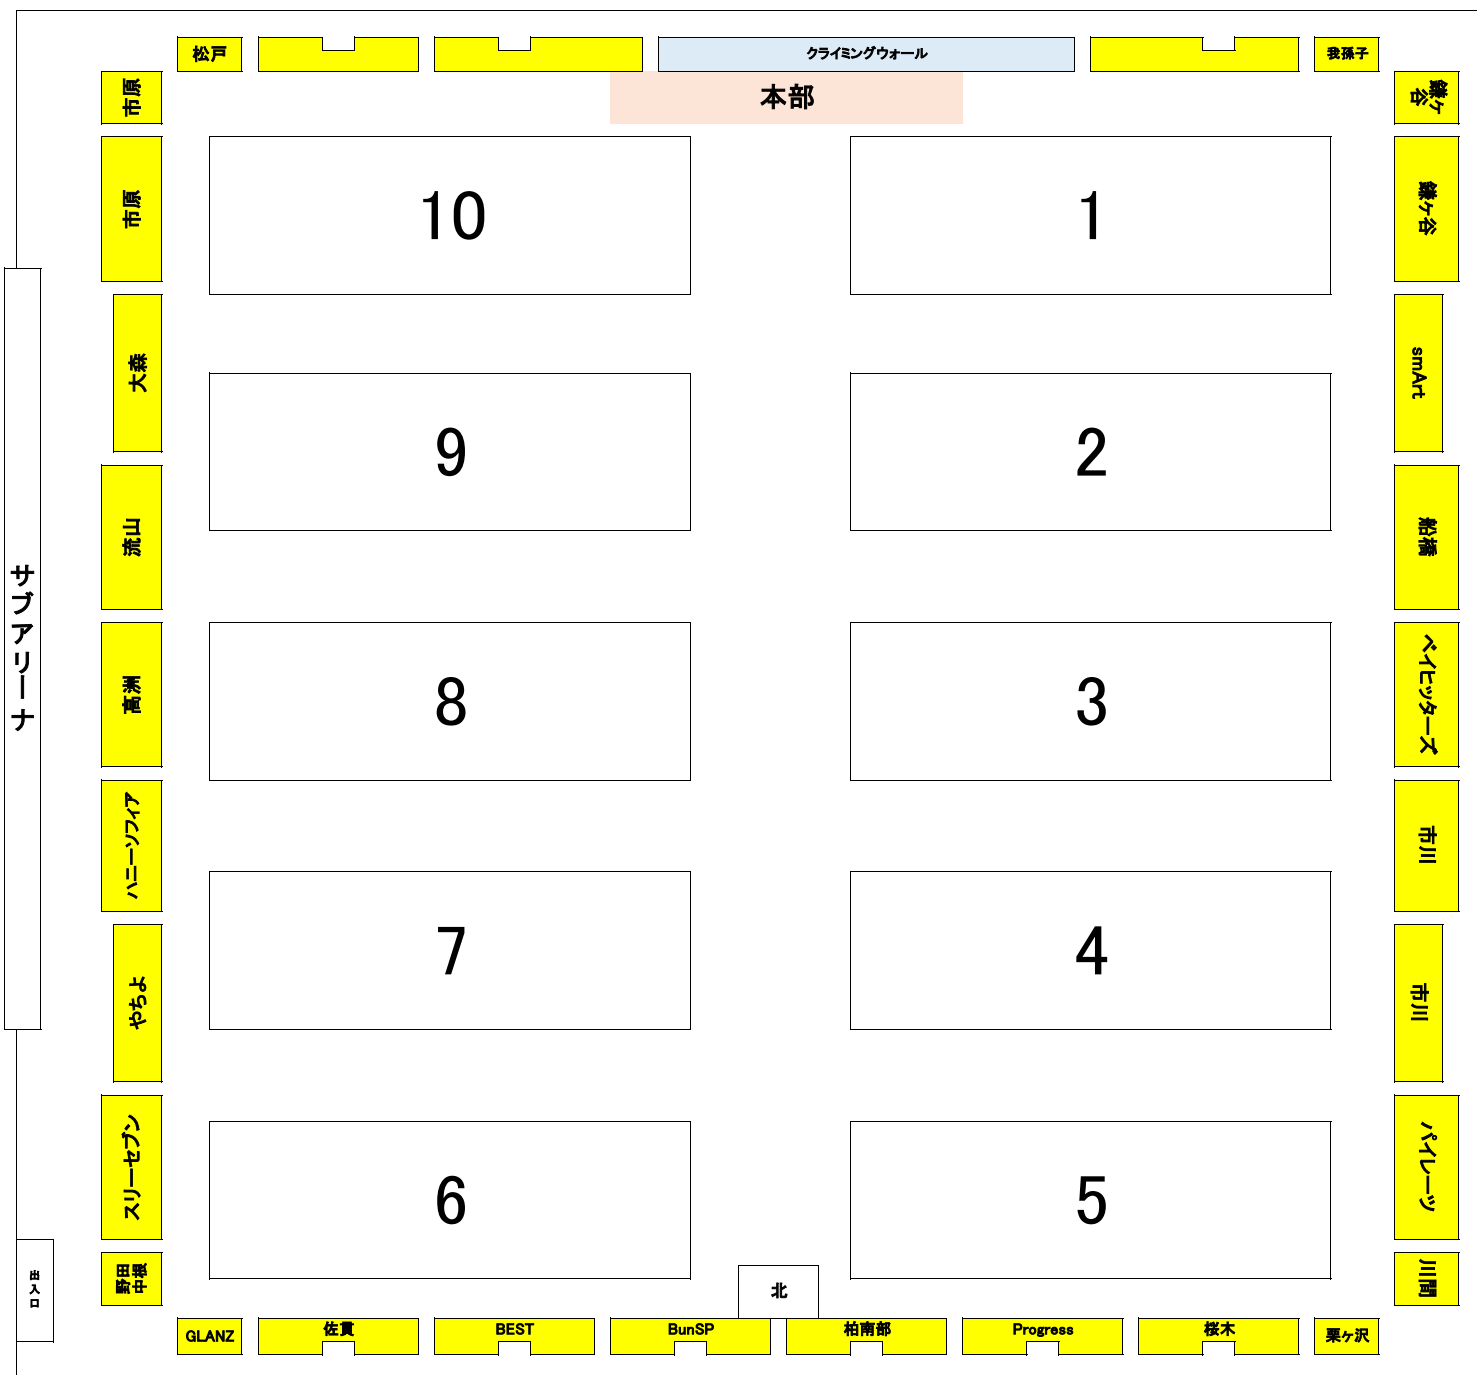 松戸
クライミングウォール
我孫子
市原
本部
鎌ヶ谷
市原
10
1
鎌ヶ谷
大森
9
2
smArt
流山
船橋
サブアリーナ
高洲
8
3
ベイヒッターズ
ハニーソフィア
市川
やちよ
7
4
市川
スリーセブン
6
5
パイレーツ
出入口
野田
中根
北
川間
GLANZ
佐貫
BEST
BunSP
柏南部
Progress
桜木
栗ヶ沢